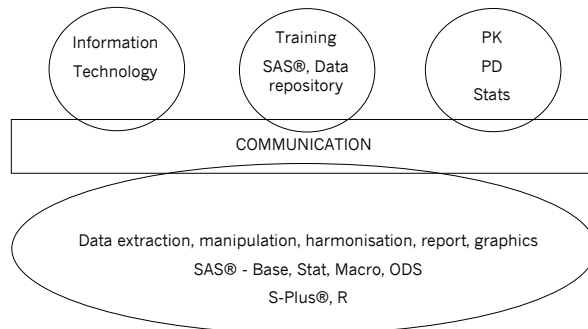 Information
Technology
Training
SAS®, Data
repository
PK
PD
Stats
COMMUNICATION
Data extraction, manipulation, harmonisation, report, graphics
SAS® - Base, Stat, Macro, ODS
S-Plus®, R